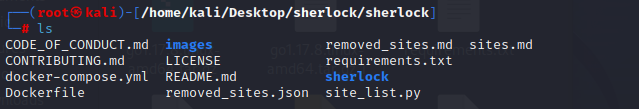 ┌──(root㉿kali)-[/home/kali/Desktop/sherlock/sherlock]
└─# ls
CODE_OF_CONDUCT.md  images              removed_sites.md  sites.md
CONTRIBUTING.md     LICENSE             requirements.txt
docker-compose.yml  README.md           sherlock
Dockerfile          removed_sites.json  site_list.py